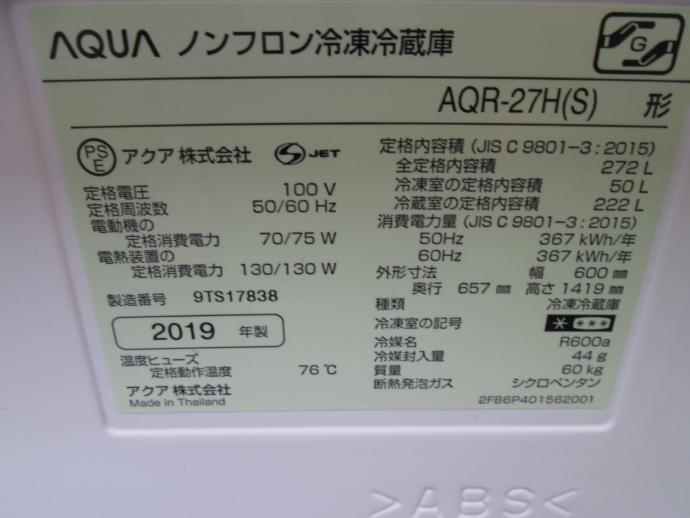 AQUA ノンフロン冷凍冷蔵庫
G
AQR-27H(S) 形
PS
E
アクア 株式会社
S JET
定格電圧 100 V
定格周波数 50/60 Hz
電動機の
定格消費電力 70/75 W
電熱装置の
定格消費電力 130/130 W
製造番号 9TS17838
2019 年製
温度ヒューズ
定格動作温度 76 ℃
アクア 株式会社
Made in Thailand
定格内容積 (JIS C 9801-3:2015)
全定格内容積 272 L
冷凍室の定格内容積 50 L
冷蔵室の定格内容積 222 L
消費電力量 (JIS C 9801-3:2015)
50Hz 367 kWh/年
60Hz 367 kWh/年
外形寸法 幅 600 ㎜
奥行 657 ㎜ 高さ 1419 ㎜
種類 冷凍冷蔵庫
冷凍室の記号 * ***
冷媒名 R600a
冷媒封入量 44 g
質量 60 kg
断熱発泡ガス シクロペンタン
2FB6P401562001
>ABS<